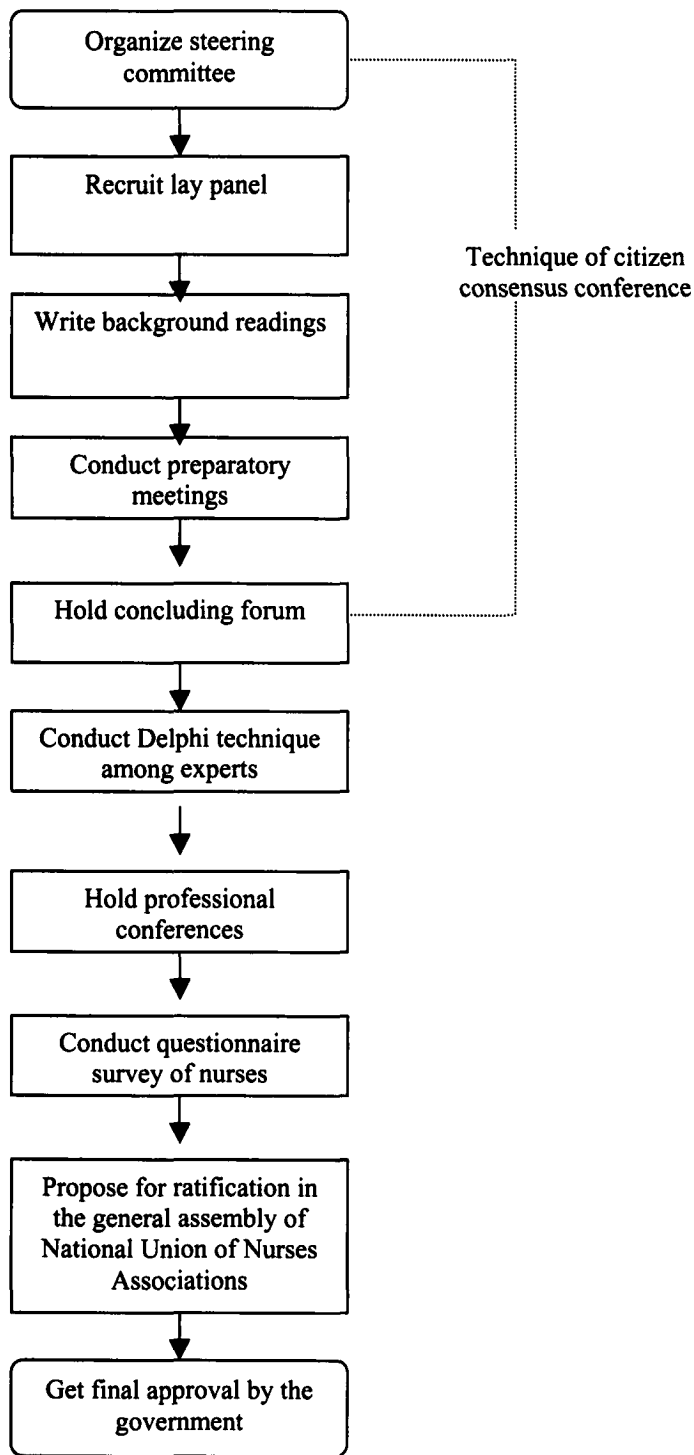 Organize steering
committee
Recruit lay panel
Technique of citizen
consensus conference
Write background readings
Conduct preparatory
meetings
Hold concluding forum
Conduct Delphi technique
among experts
Hold professional
conferences
Conduct questionnaire
survey of nurses
Propose for ratification in
the general assembly of
National Union of Nurses
Associations
Get final approval by the
government